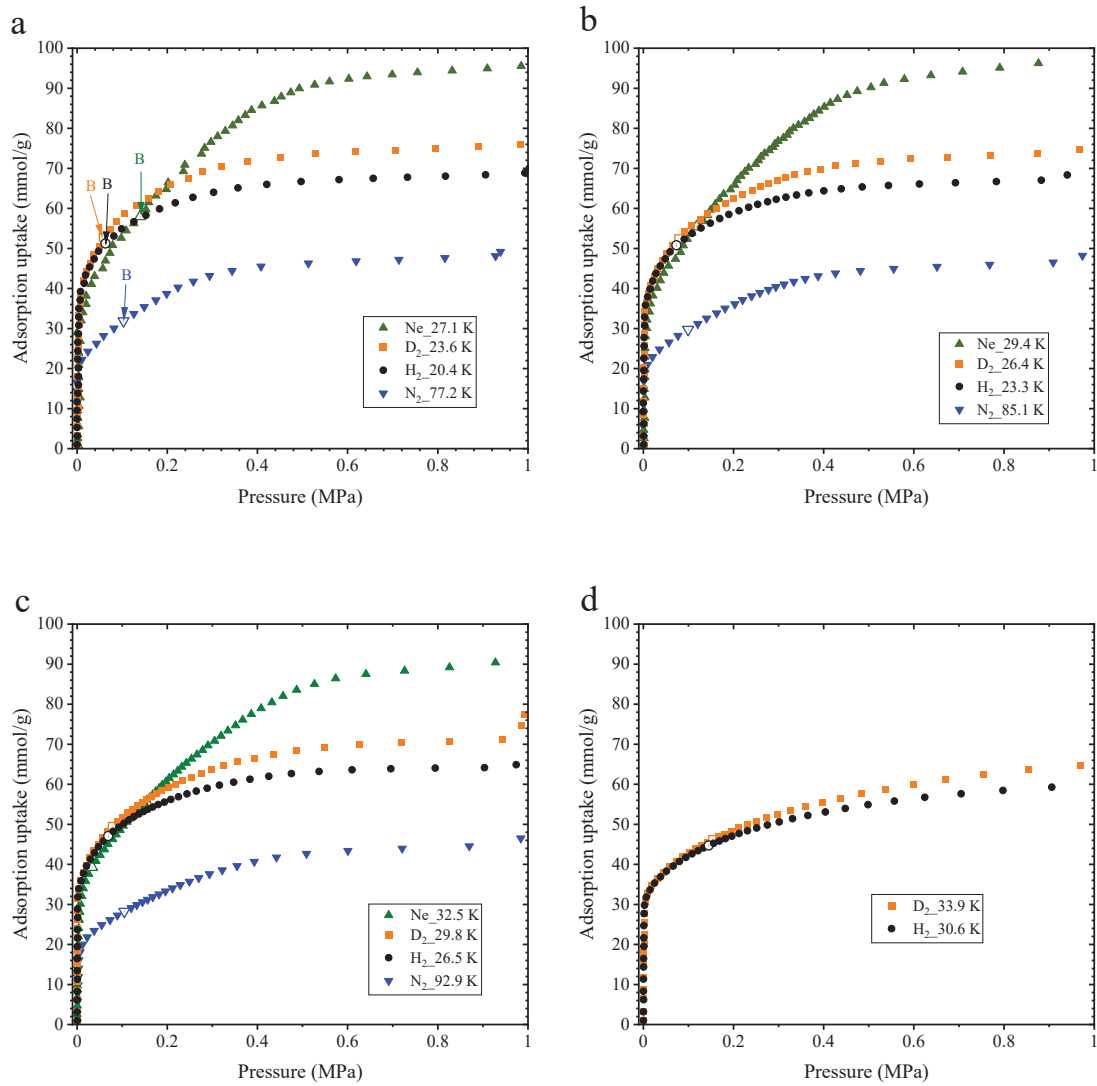 a
100
90
80
70
60
50
40
30
20
10
0
Adsorption uptake (mmol/g)
B
B B
B
Ne_27.1 K
D₂_23.6 K
H₂_20.4 K
N₂_77.2 K
0 0.2 0.4 0.6 0.8 1
Pressure (MPa)
b
100
90
80
70
60
50
40
30
20
10
0
Adsorption uptake (mmol/g)
Ne_29.4 K
D₂_26.4 K
H₂_23.3 K
N₂_85.1 K
0 0.2 0.4 0.6 0.8 1
Pressure (MPa)
c
100
90
80
70
60
50
40
30
20
10
0
Adsorption uptake (mmol/g)
Ne_32.5 K
D₂_29.8 K
H₂_26.5 K
N₂_92.9 K
0 0.2 0.4 0.6 0.8 1
Pressure (MPa)
d
100
90
80
70
60
50
40
30
20
10
0
Adsorption uptake (mmol/g)
D₂_33.9 K
H₂_30.6 K
0 0.2 0.4 0.6 0.8 1
Pressure (MPa)